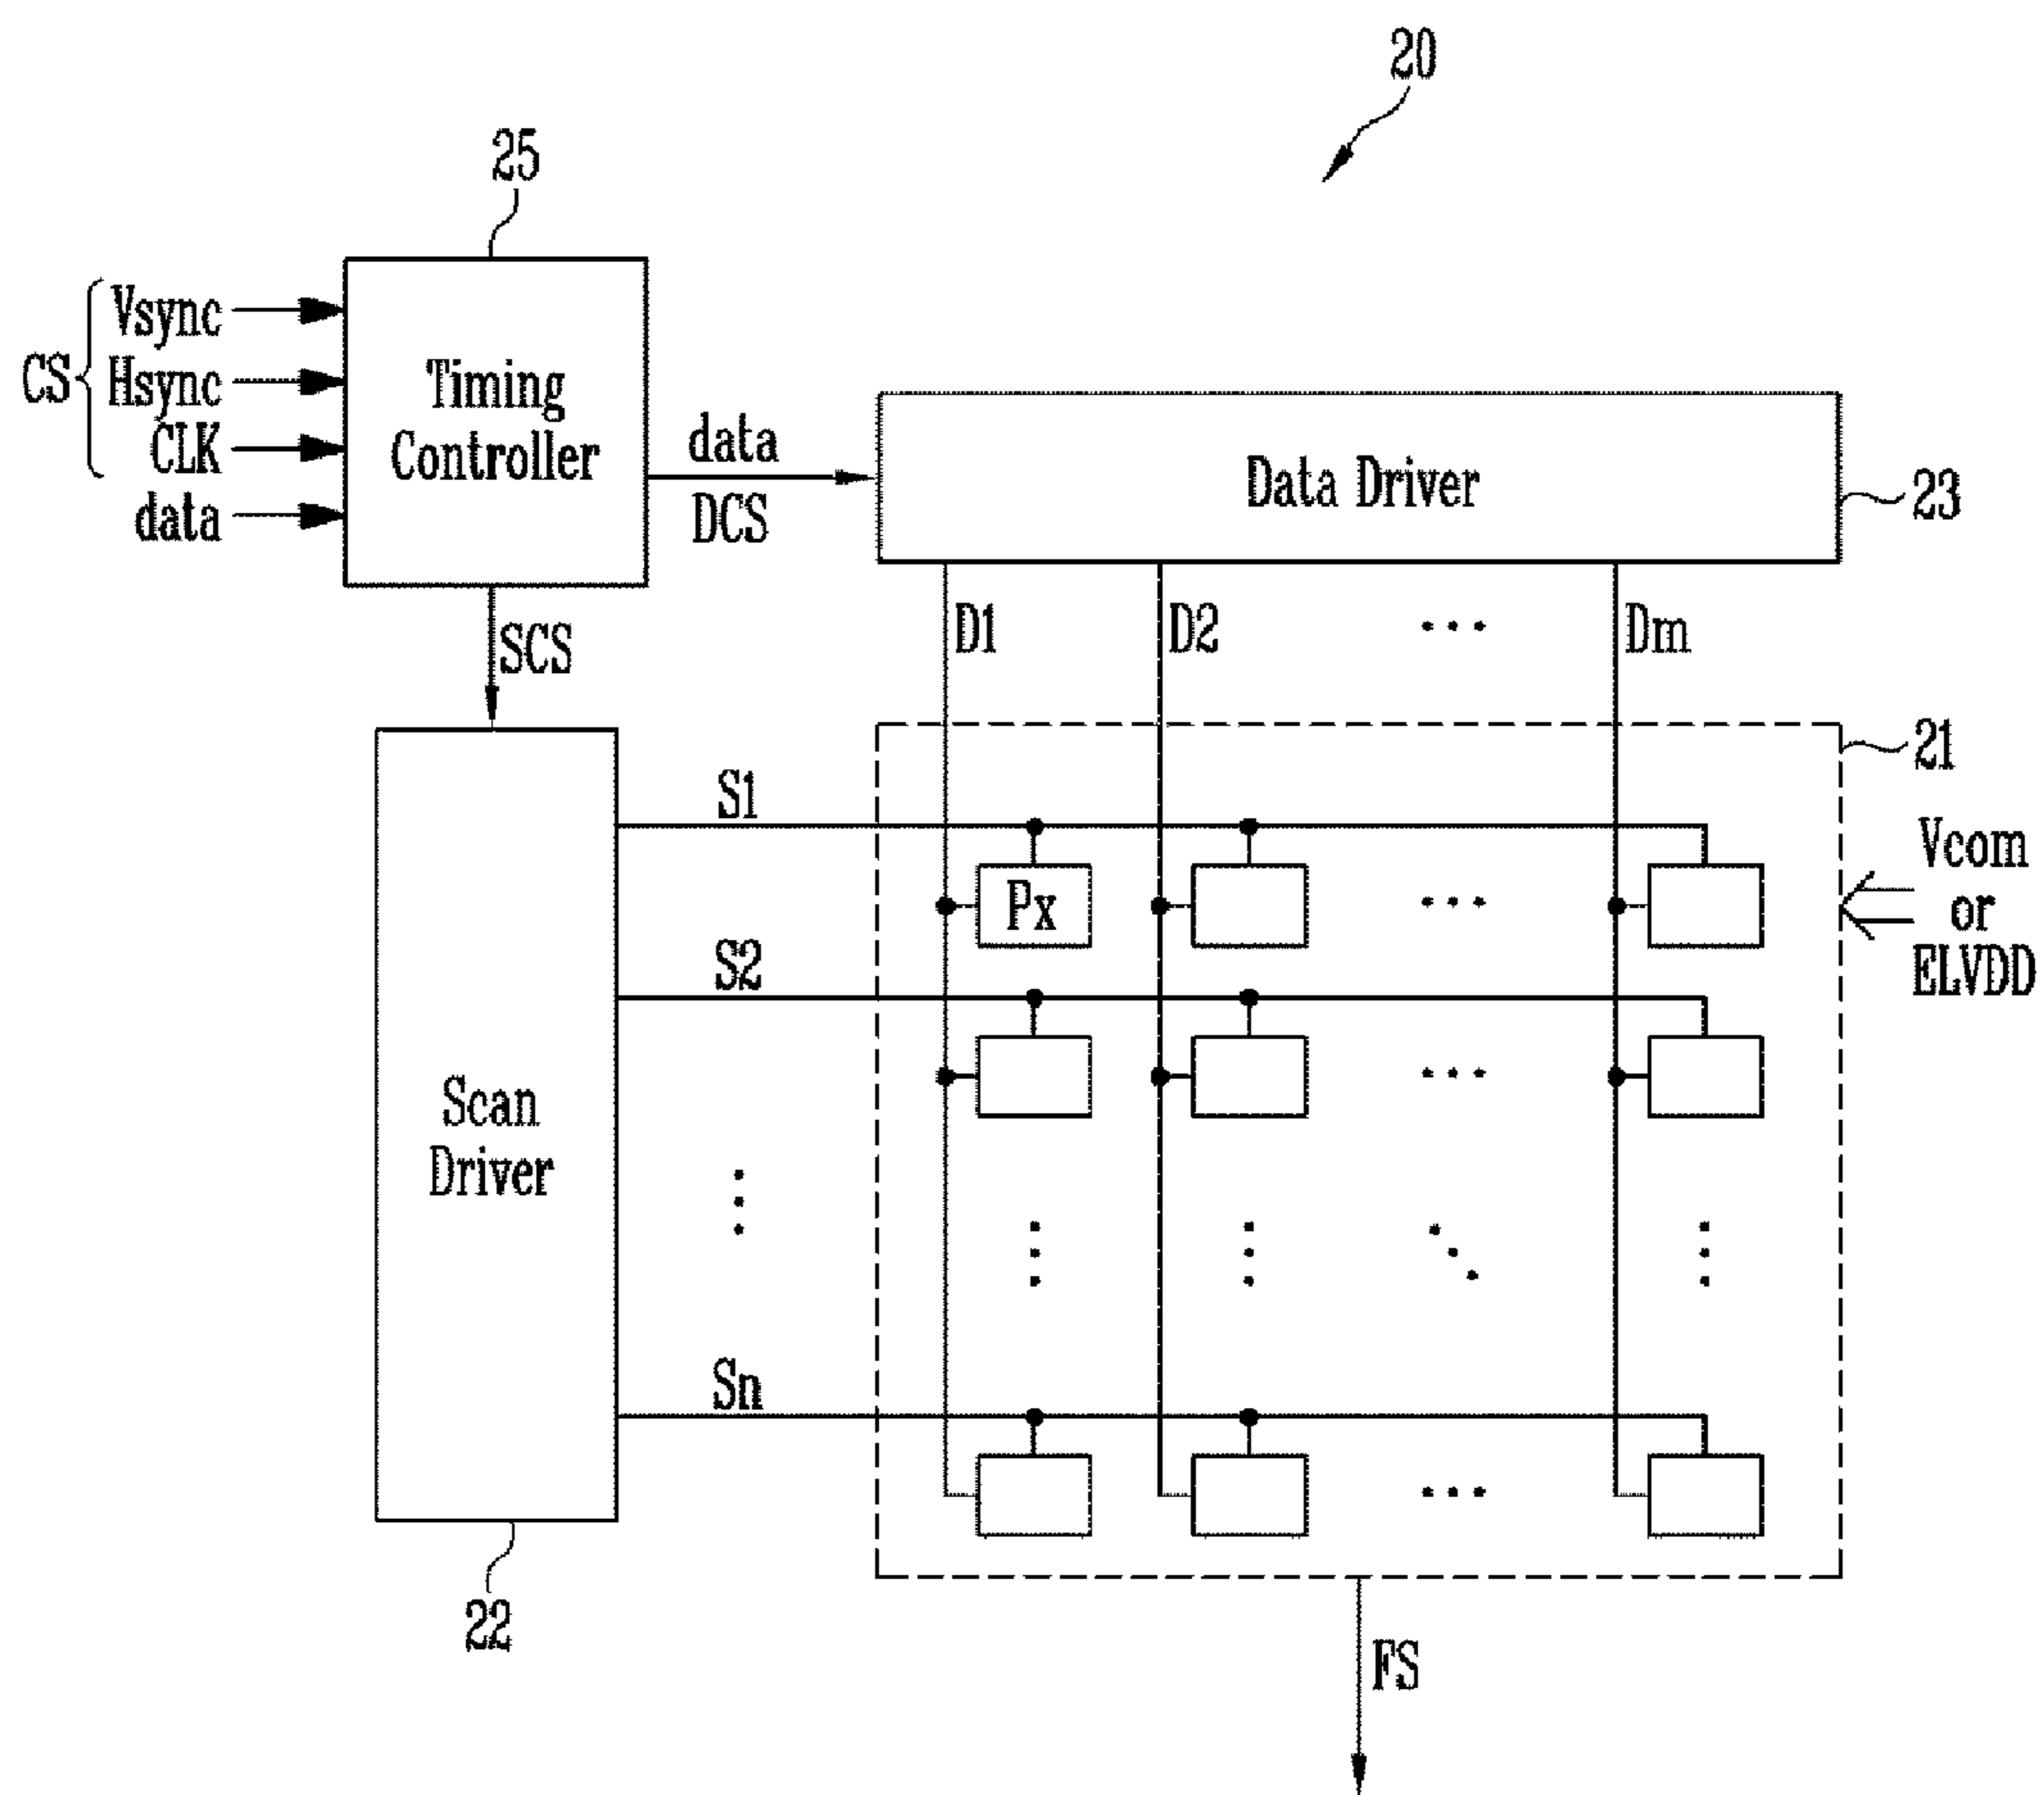 20
25
CS
Vsync
Hsync
CLK
data
Timing
Controller
data
DCS
Data Driver
23
SCS
D1
D2
...
Dm
21
S1
Px
...
Vcom
or
ELVDD
S2
...
Scan
Driver
Sn
...
22
FS